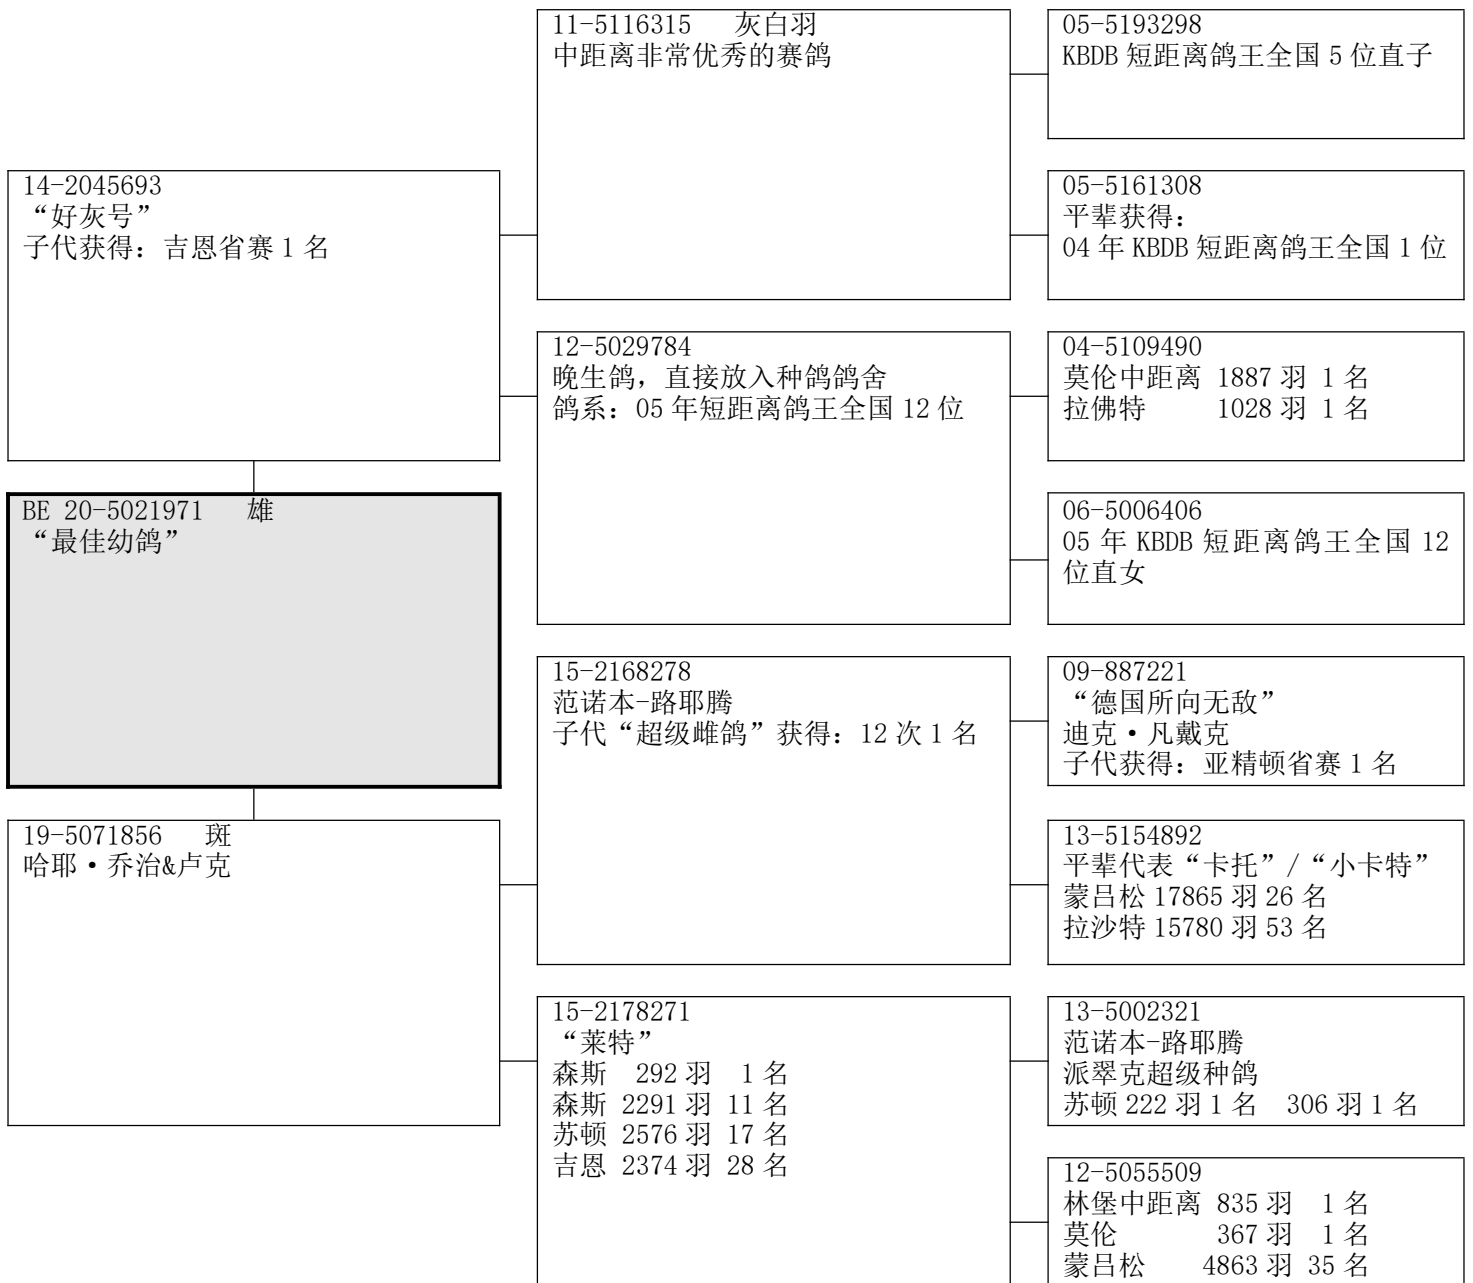 11-5116315 灰白羽
中距离非常优秀的赛鸽
05-5193298
KBDB 短距离鸽王全国 5 位直子
14-2045693
“好灰号”
子代获得：吉恩省赛 1 名
05-5161308
平辈获得：
04 年 KBDB 短距离鸽王全国 1 位
12-5029784
晚生鸽，直接放入种鸽鸽舍
鸽系：05 年短距离鸽王全国 12 位
04-5109490
莫伦中距离 1887 羽 1 名
拉佛特 1028 羽 1 名
BE 20-5021971 雄
“最佳幼鸽”
06-5006406
05 年 KBDB 短距离鸽王全国 12
位直女
15-2168278
范诺本-路耶腾
子代“超级雌鸽”获得：12 次 1 名
09-887221
“德国所向无敌”
迪克·凡戴克
子代获得：亚精顿省赛 1 名
19-5071856 斑
哈耶·乔治&卢克
13-5154892
平辈代表“卡托”/“小卡特”
蒙吕松 17865 羽 26 名
拉沙特 15780 羽 53 名
15-2178271
“莱特”
森斯 292 羽 1 名
森斯 2291 羽 11 名
苏顿 2576 羽 17 名
吉恩 2374 羽 28 名
13-5002321
范诺本-路耶腾
派翠克超级种鸽
苏顿 222 羽 1 名 306 羽 1 名
12-5055509
林堡中距离 835 羽 1 名
莫伦 367 羽 1 名
蒙吕松 4863 羽 35 名